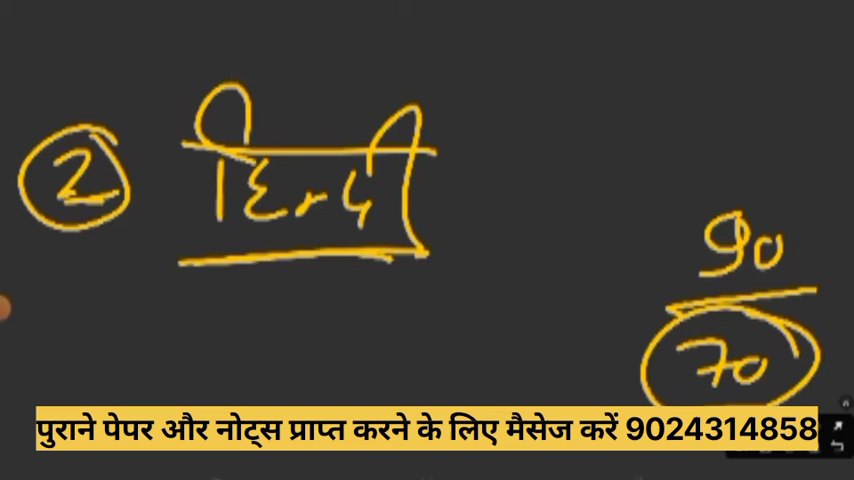 2 हिन्दी
90
70
पुराने पेपर और नोट्स प्राप्त करने के लिए मैसेज करें 9024314858